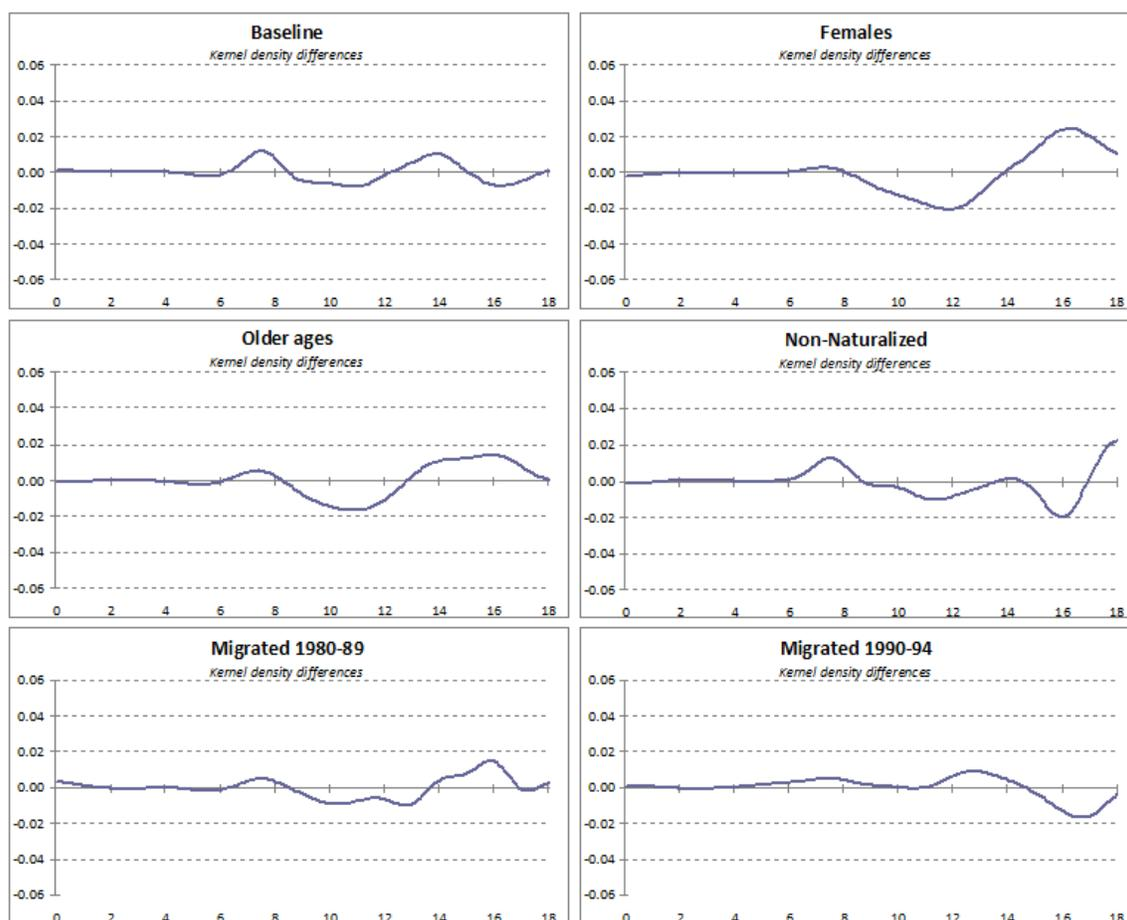 Baseline
Kernel density differences
0.06
0.04
0.02
0.00
-0.02
-0.04
-0.06
0 2 4 6 8 10 12 14 16 18
Females
Kernel density differences
0.06
0.04
0.02
0.00
-0.02
-0.04
-0.06
0 2 4 6 8 10 12 14 16 18
Older ages
Kernel density differences
0.06
0.04
0.02
0.00
-0.02
-0.04
-0.06
0 2 4 6 8 10 12 14 16 18
Non-Naturalized
Kernel density differences
0.06
0.04
0.02
0.00
-0.02
-0.04
-0.06
0 2 4 6 8 10 12 14 16 18
Migrated 1980-89
Kernel density differences
0.06
0.04
0.02
0.00
-0.02
-0.04
-0.06
0 2 4 6 8 10 12 14 16 18
Migrated 1990-94
Kernel density differences
0.06
0.04
0.02
0.00
-0.02
-0.04
-0.06
0 2 4 6 8 10 12 14 16 18